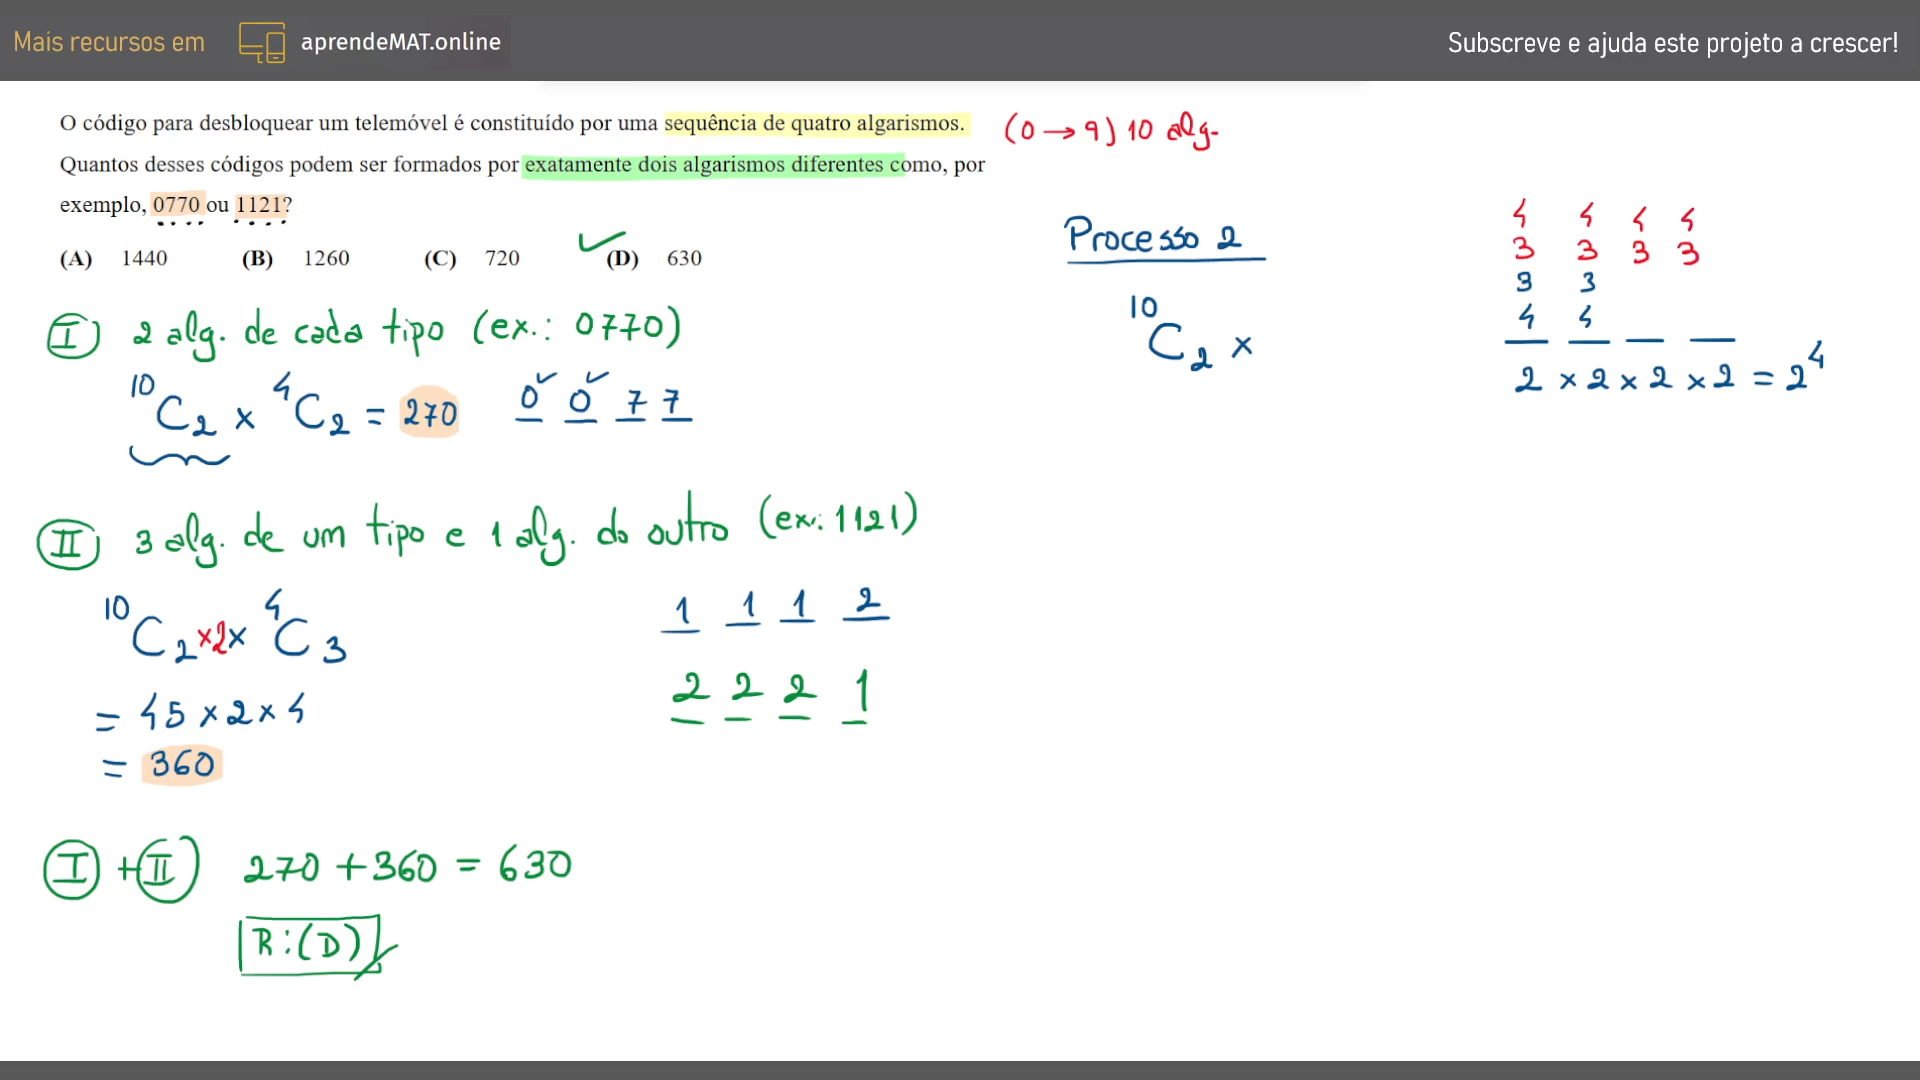 Mais recursos em aprendeMAT.online
Subscreve e ajuda este projeto a crescer!
O código para desbloquear um telemóvel é constituído por uma sequência de quatro algarismos. (0 → 9) 10 alg.
Quantos desses códigos podem ser formados por exatamente dois algarismos diferentes como, por
exemplo, 0770 ou 1121?
(A) 1440 (B) 1260 (C) 720 (D) 630
I) 2 alg. de cada tipo (ex.: 0770)
¹⁰C₂ × ⁴C₂ = 270 0 0 7 7
II) 3 alg. de um tipo e 1 alg. do outro (ex.: 1121)
¹⁰C₂ ×2× ⁴C₃
1 1 1 2
= 45 × 2 × 4
2 2 2 1
= 360
I + II) 270 + 360 = 630
R: (D)
Processo 2
¹⁰C₂ ×
4 4 4 4
3 3 3 3
3 3
4 4
2 × 2 × 2 × 2 = 2⁴